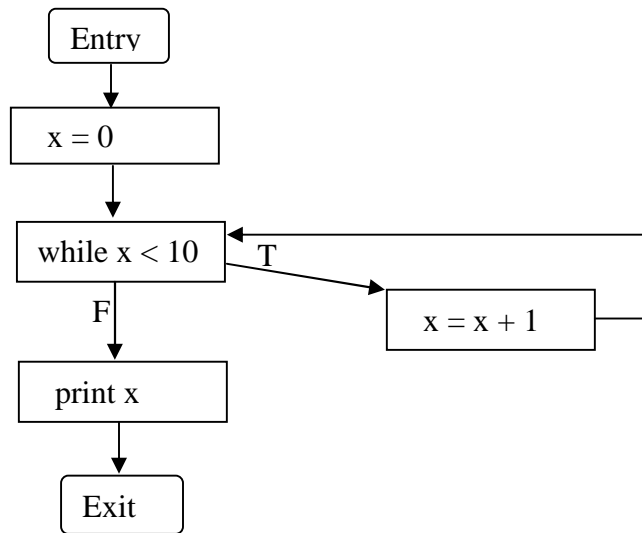 Entry
x = 0
while x < 10
T
F
x = x + 1
print x
Exit